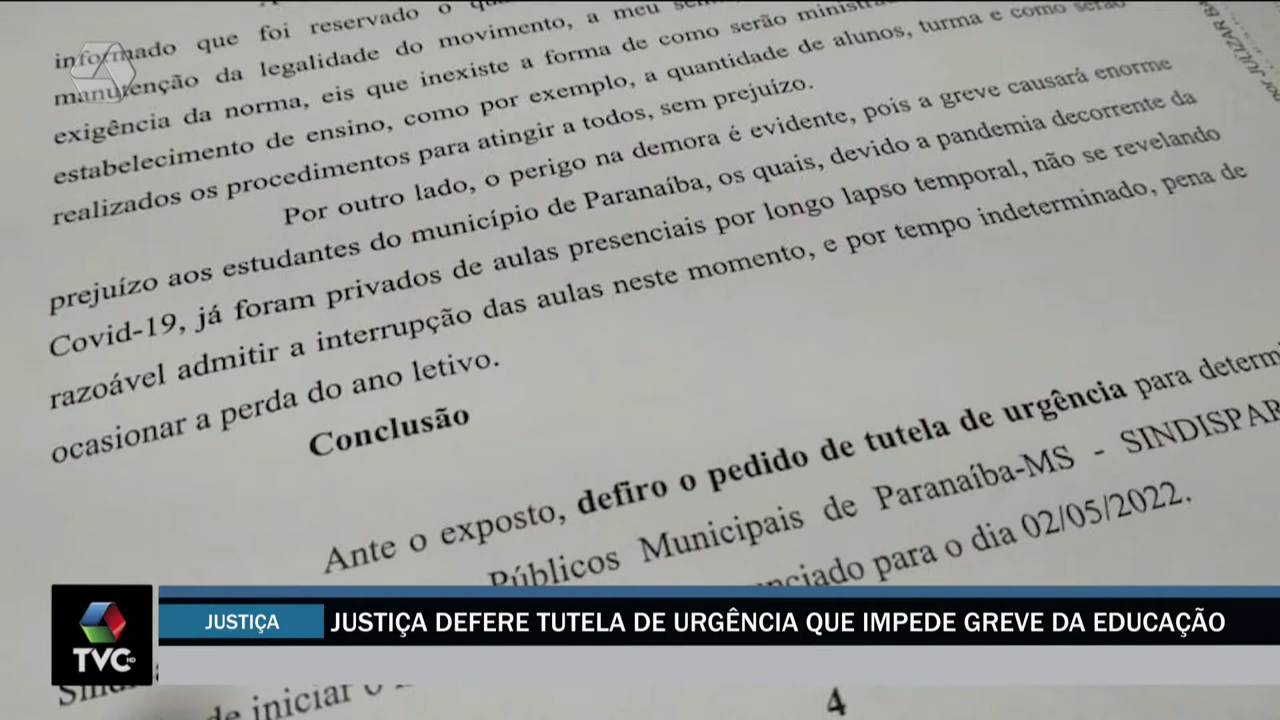 informado que foi reservado o
manutenção da legalidade do movimento, a meu
exigência da norma, eis que inexiste a forma de como serão
estabelecimento de ensino, como por exemplo, a quantidade de alunos, turma e como serão
realizados os procedimentos para atingir a todos, sem prejuízo.
Por outro lado, o perigo na demora é evidente, pois a greve causará enorme
prejuízo aos estudantes do município de Paranaíba, os quais, devido a pandemia decorrente da
Covid-19, já foram privados de aulas presenciais por longo lapso temporal, não se revelando
razoável admitir a interrupção das aulas neste momento, e por tempo indeterminado, pena de
ocasionar a perda do ano letivo.
Conclusão
Ante o exposto, defiro o pedido de tutela de urgência para determ
Públicos Municipais de Paranaíba-MS - SINDISPAR
nciado para o dia 02/05/2022.
de iniciar o
4
por JULIZAR BA
TVC HD
JUSTIÇA
JUSTIÇA DEFERE TUTELA DE URGÊNCIA QUE IMPEDE GREVE DA EDUCAÇÃO